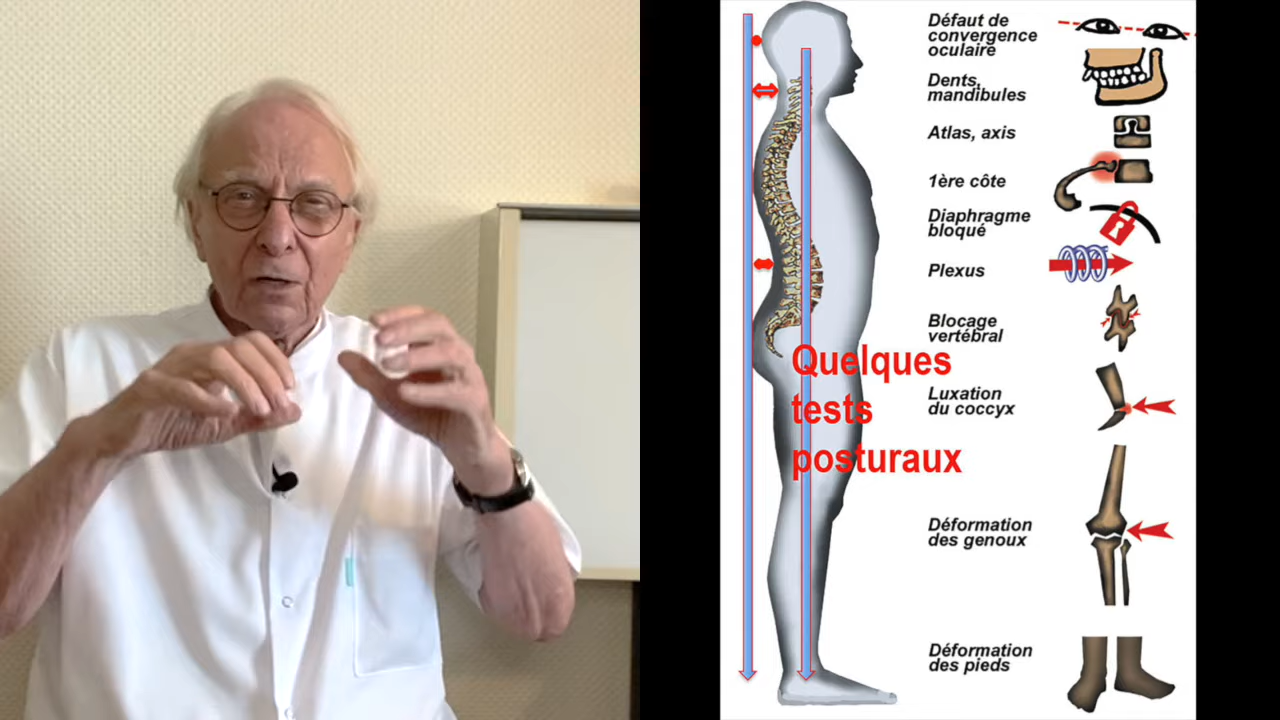 Défaut de
convergence
oculaire
Dents,
mandibules
Atlas, axis
1ère côte
Diaphragme
bloqué
Plexus
Blocage
vertébral
Quelques
tests
posturaux
Luxation
du coccyx
Déformation
des genoux
Déformation
des pieds